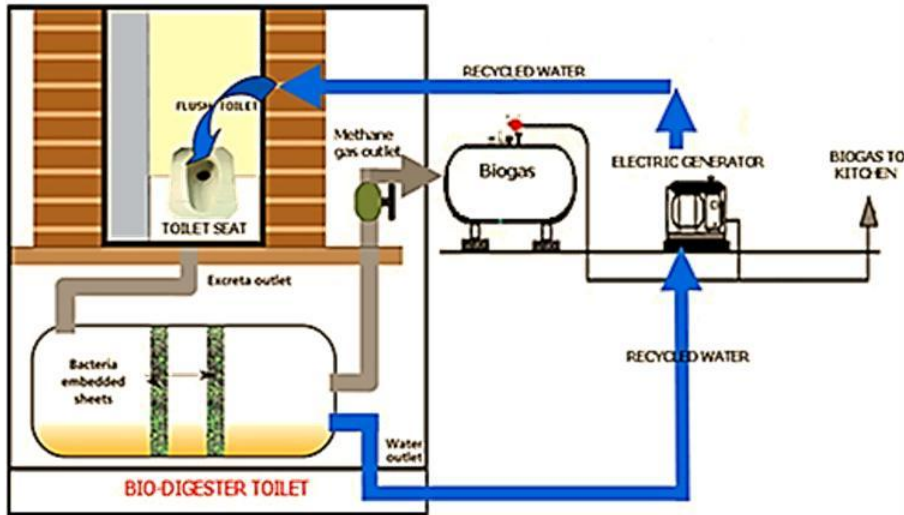 RECYCLED WATER
FLUSH TOILET
Methane
gas outlet
Biogas
ELECTRIC GENERATOR
BIOGAS TO
KITCHEN
TOILET SEAT
Excreta outlet
RECYCLED WATER
Bacteria
embedded
sheets
Water
outlet
BIO-DIGESTER TOILET